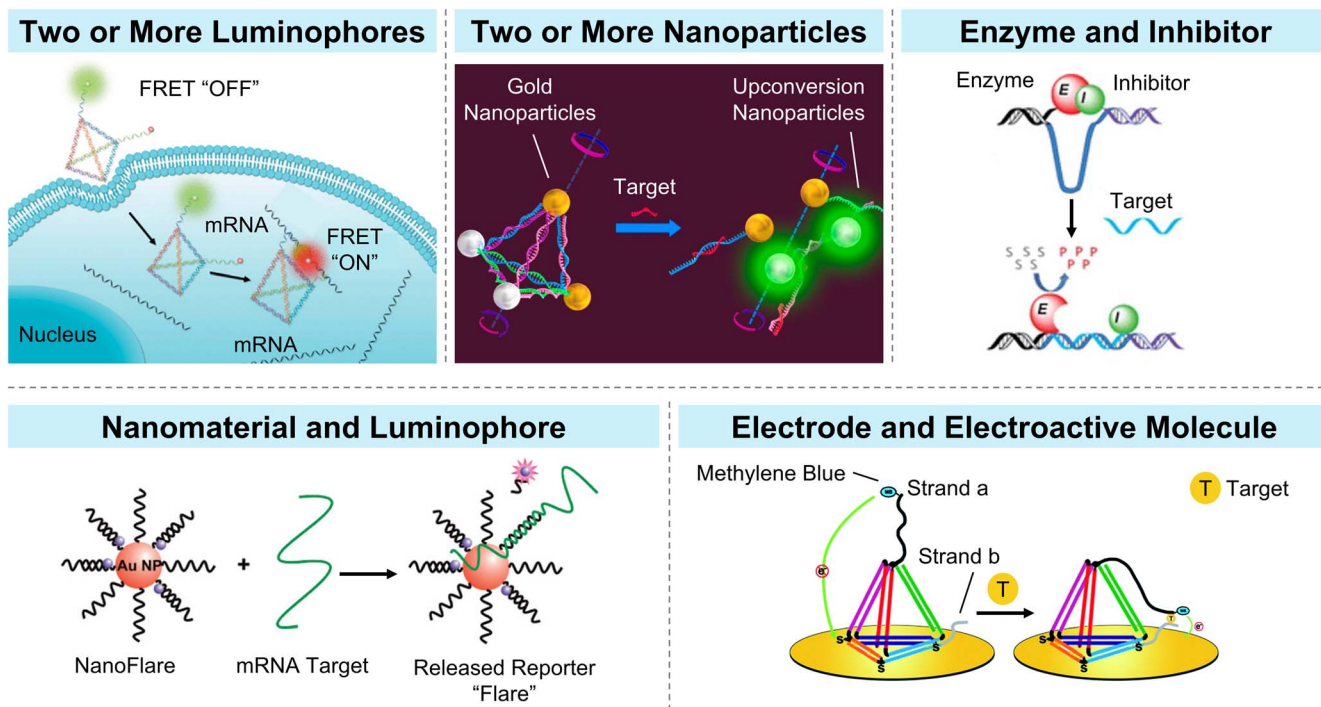 Two or More Luminophores
FRET “OFF”
mRNA
FRET
“ON”
Nucleus
mRNA
Two or More Nanoparticles
Gold
Nanoparticles
Upconversion
Nanoparticles
Target
Enzyme and Inhibitor
Enzyme
Inhibitor
E
I
Target
S S S
S S
P P P
P P
E
I
Nanomaterial and Luminophore
Au NP
+
NanoFlare
mRNA Target
Released Reporter
“Flare”
Electrode and Electroactive Molecule
Methylene Blue
MB
Strand a
T Target
Strand b
e⁻
T
S
S
S
T
MB
e⁻
S
S